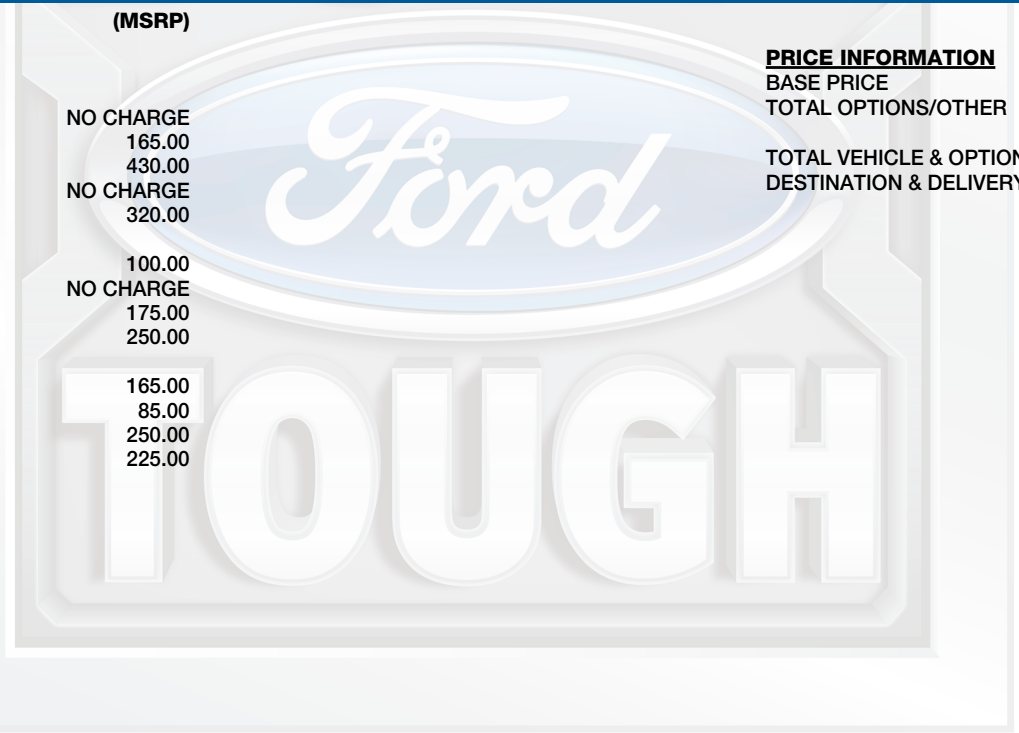 (MSRP)
NO CHARGE
165.00
430.00
NO CHARGE
320.00
100.00
NO CHARGE
175.00
250.00
165.00
85.00
250.00
225.00
PRICE INFORMATION
BASE PRICE
TOTAL OPTIONS/OTHER
TOTAL VEHICLE & OPTION
DESTINATION & DELIVERY
Ford
TOUGH